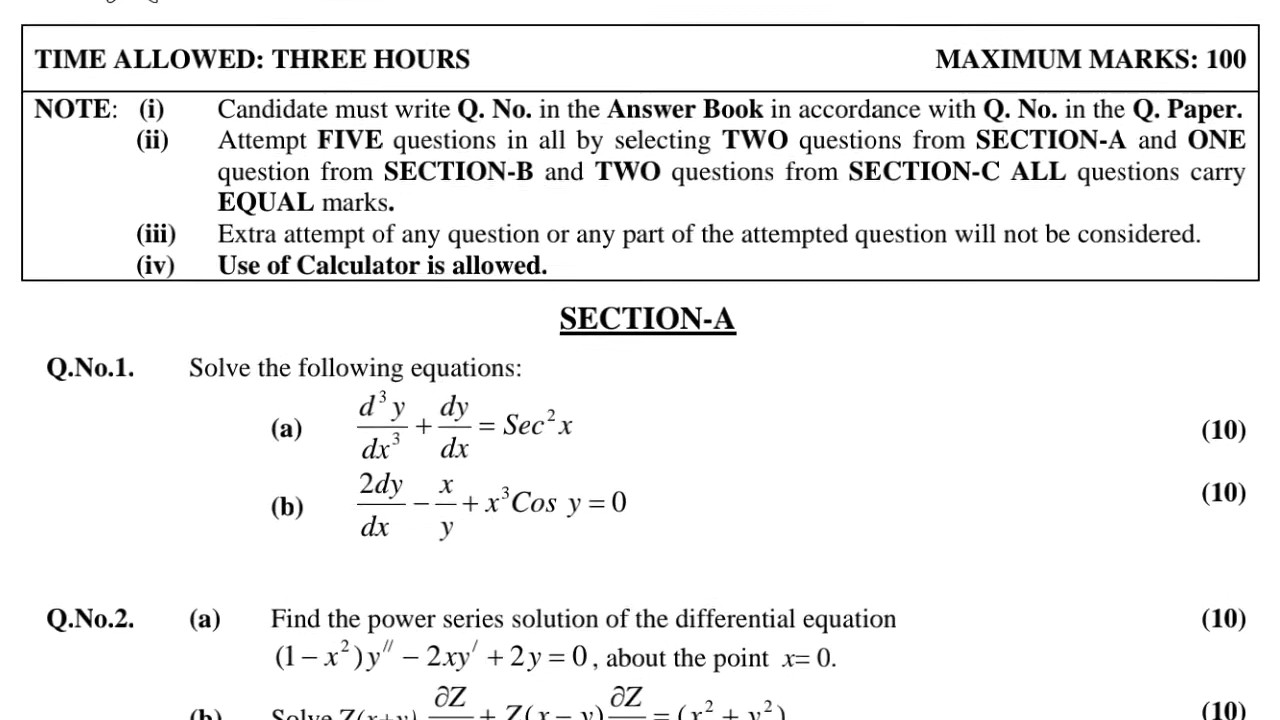 TIME ALLOWED: THREE HOURS MAXIMUM MARKS: 100
NOTE: (i) Candidate must write Q. No. in the Answer Book in accordance with Q. No. in the Q. Paper.
(ii) Attempt FIVE questions in all by selecting TWO questions from SECTION-A and ONE
question from SECTION-B and TWO questions from SECTION-C ALL questions carry
EQUAL marks.
(iii) Extra attempt of any question or any part of the attempted question will not be considered.
(iv) Use of Calculator is allowed.
SECTION-A
Q.No.1. Solve the following equations:
(a) d³y/dx³ + dy/dx = Sec²x (10)
(b) 2dy/dx − x/y + x³Cos y = 0 (10)
Q.No.2. (a) Find the power series solution of the differential equation (10)
(1 − x²)y// − 2xy/ + 2y = 0, about the point x= 0.
(b) Solve Z(x+y) ∂Z + Z(x − y) ∂Z = (x² + y²) (10)